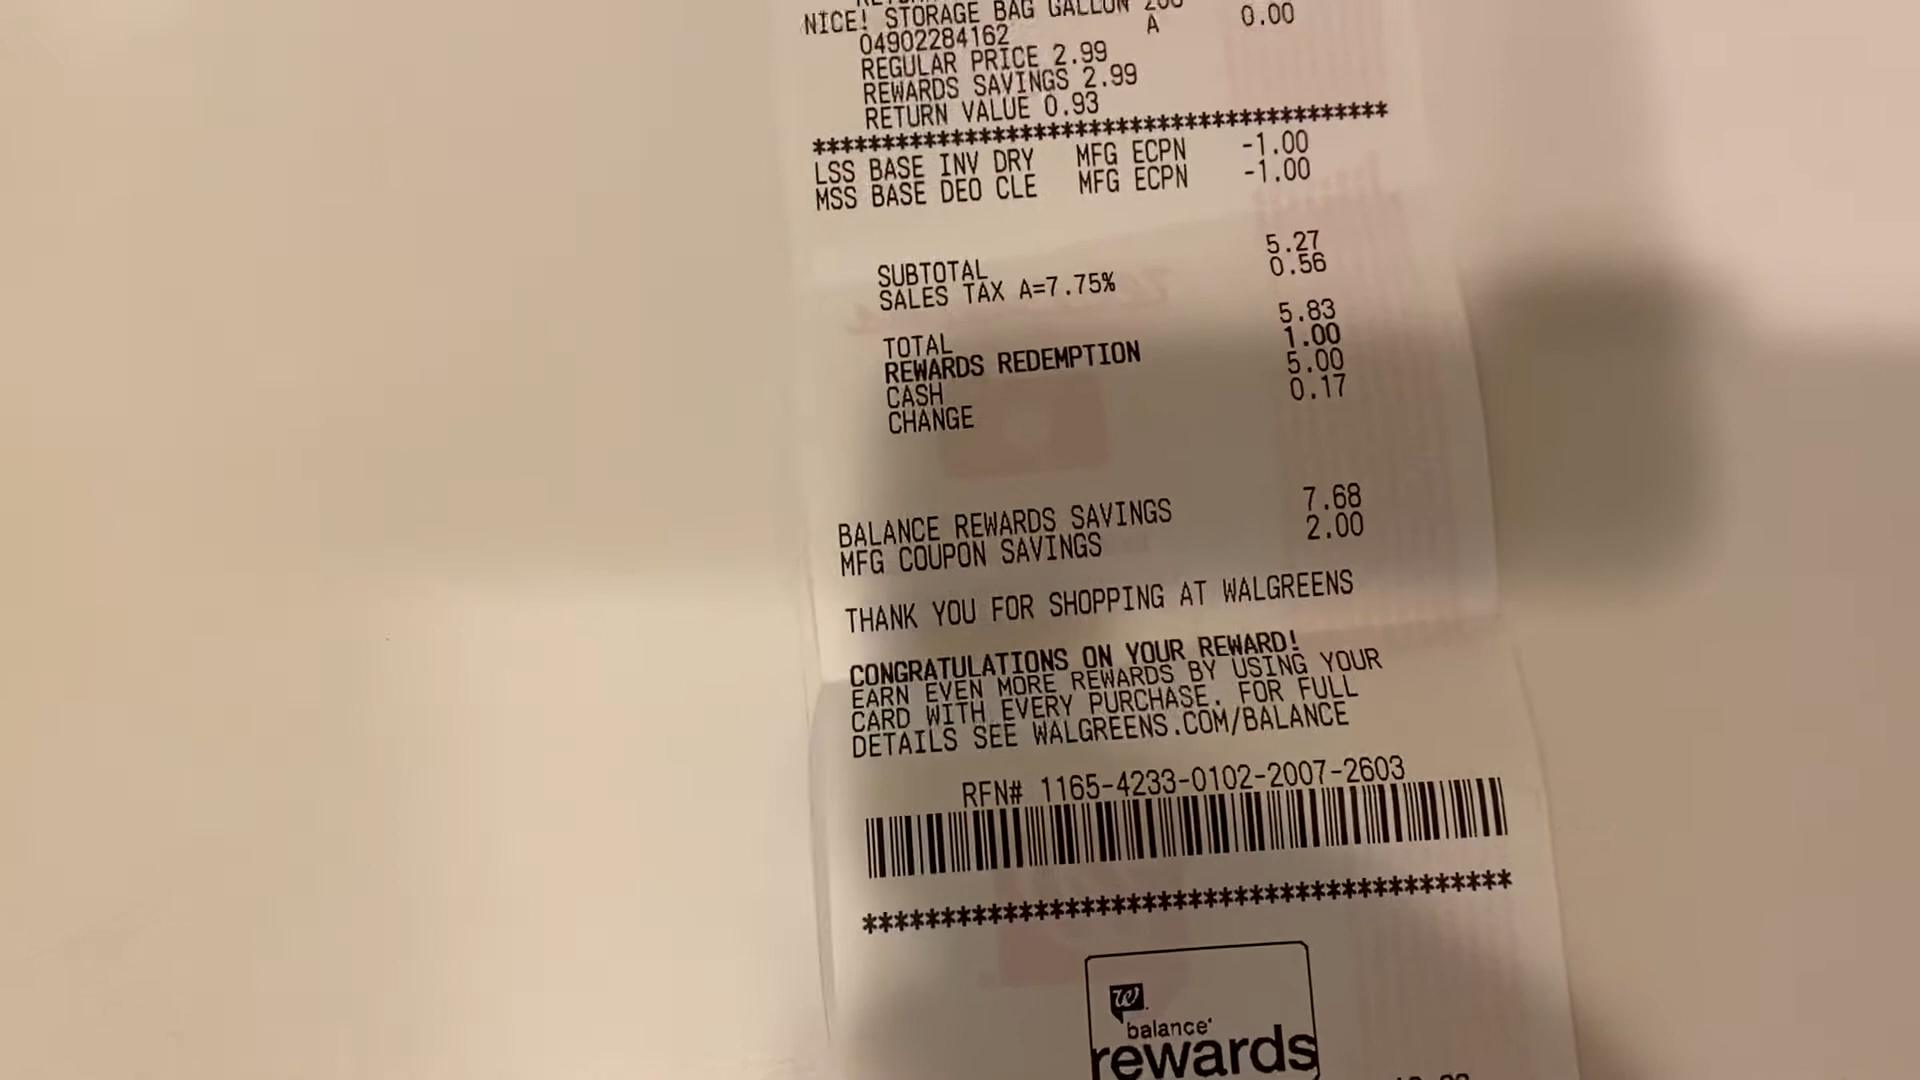 NICE! STORAGE BAG GALLON A 0.00
04902284162
REGULAR PRICE 2.99
REWARDS SAVINGS 2.99
RETURN VALUE 0.93
*****************************************
LSS BASE INV DRY MFG ECPN -1.00
MSS BASE DEO CLE MFG ECPN -1.00
SUBTOTAL 5.27
SALES TAX A=7.75% 0.56
TOTAL 5.83
REWARDS REDEMPTION 1.00
CASH 5.00
CHANGE 0.17
BALANCE REWARDS SAVINGS 7.68
MFG COUPON SAVINGS 2.00
THANK YOU FOR SHOPPING AT WALGREENS
CONGRATULATIONS ON YOUR REWARD!
EARN EVEN MORE REWARDS BY USING YOUR
CARD WITH EVERY PURCHASE. FOR FULL
DETAILS SEE WALGREENS.COM/BALANCE
RFN# 1165-4233-0102-2007-2603
*****************************************
W
balance
rewards